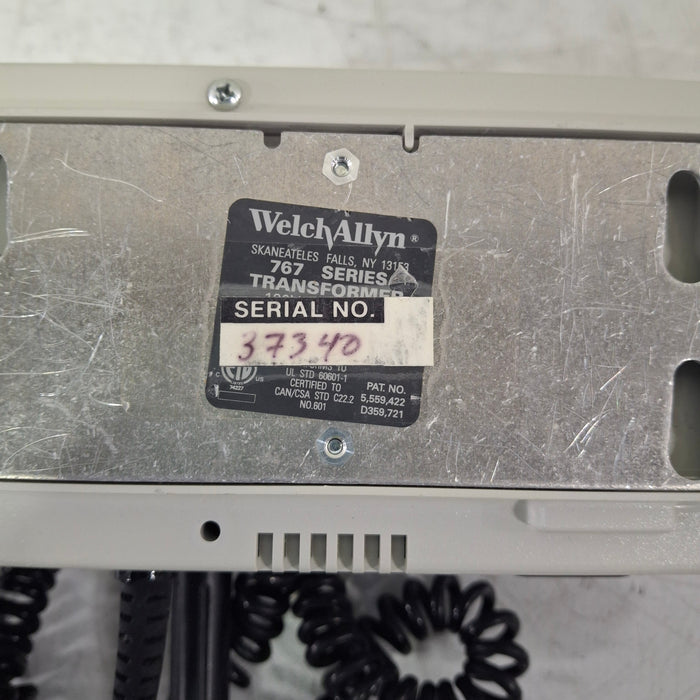 WelchAllyn®
SKANEATELES FALLS, NY 13153
767 SERIES
TRANSFORMER
SERIAL NO.
37340
UL STD 60601-1
CERTIFIED TO
CAN/CSA STD C22.2
NO.601
C US
PAT. NO.
5,559,422
D359,721